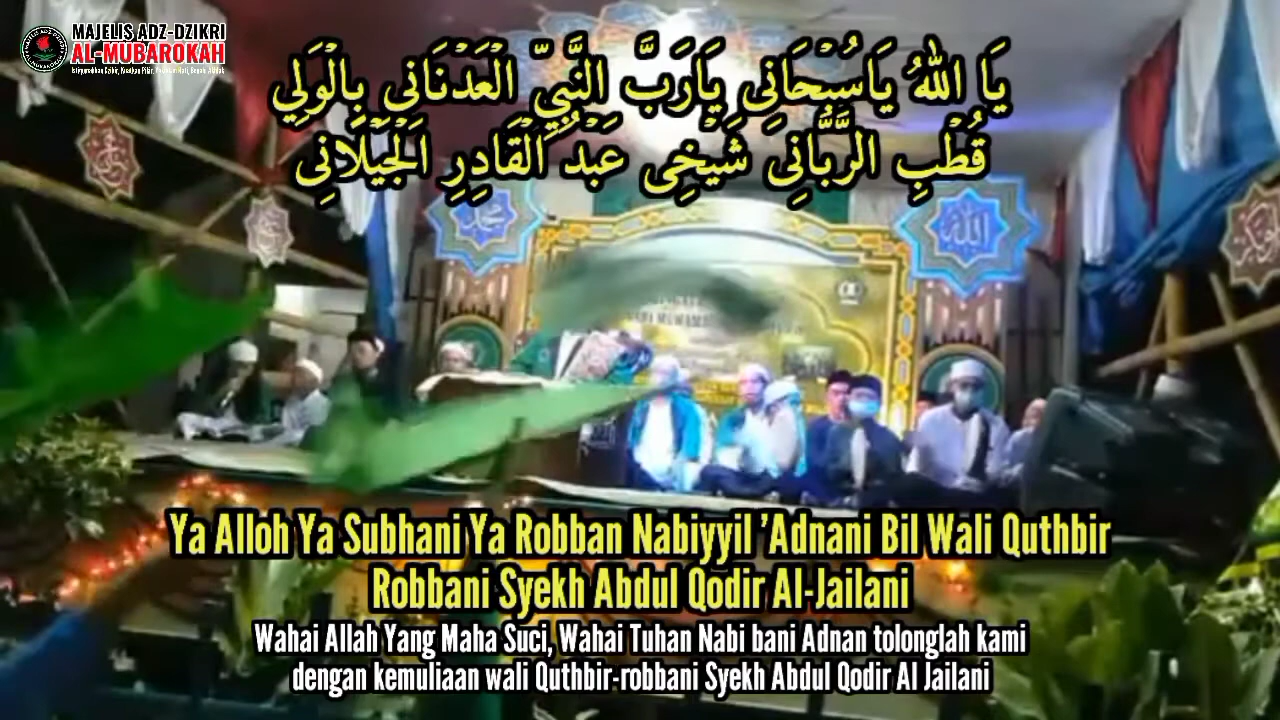 MAJELIS ADZ-DZIKRI
AL-MUBAROKAH
يَا اللهُ يَاسُبْحَانِى يَارَبَّ النَّبِيِّ الْعَدْنَانِى بِالْوَلِي
قُطْبِ الرَّبَّانِى شَيْخِى عَبْدُ الْقَادِرِ الْجَيْلَانِى
محمد
الله
Ya Alloh Ya Subhani Ya Robban Nabiyyil 'Adnani Bil Wali Quthbir
Robbani Syekh Abdul Qodir Al-Jailani
Wahai Allah Yang Maha Suci, Wahai Tuhan Nabi bani Adnan tolonglah kami
dengan kemuliaan wali Quthbir-robbani Syekh Abdul Qodir Al Jailani